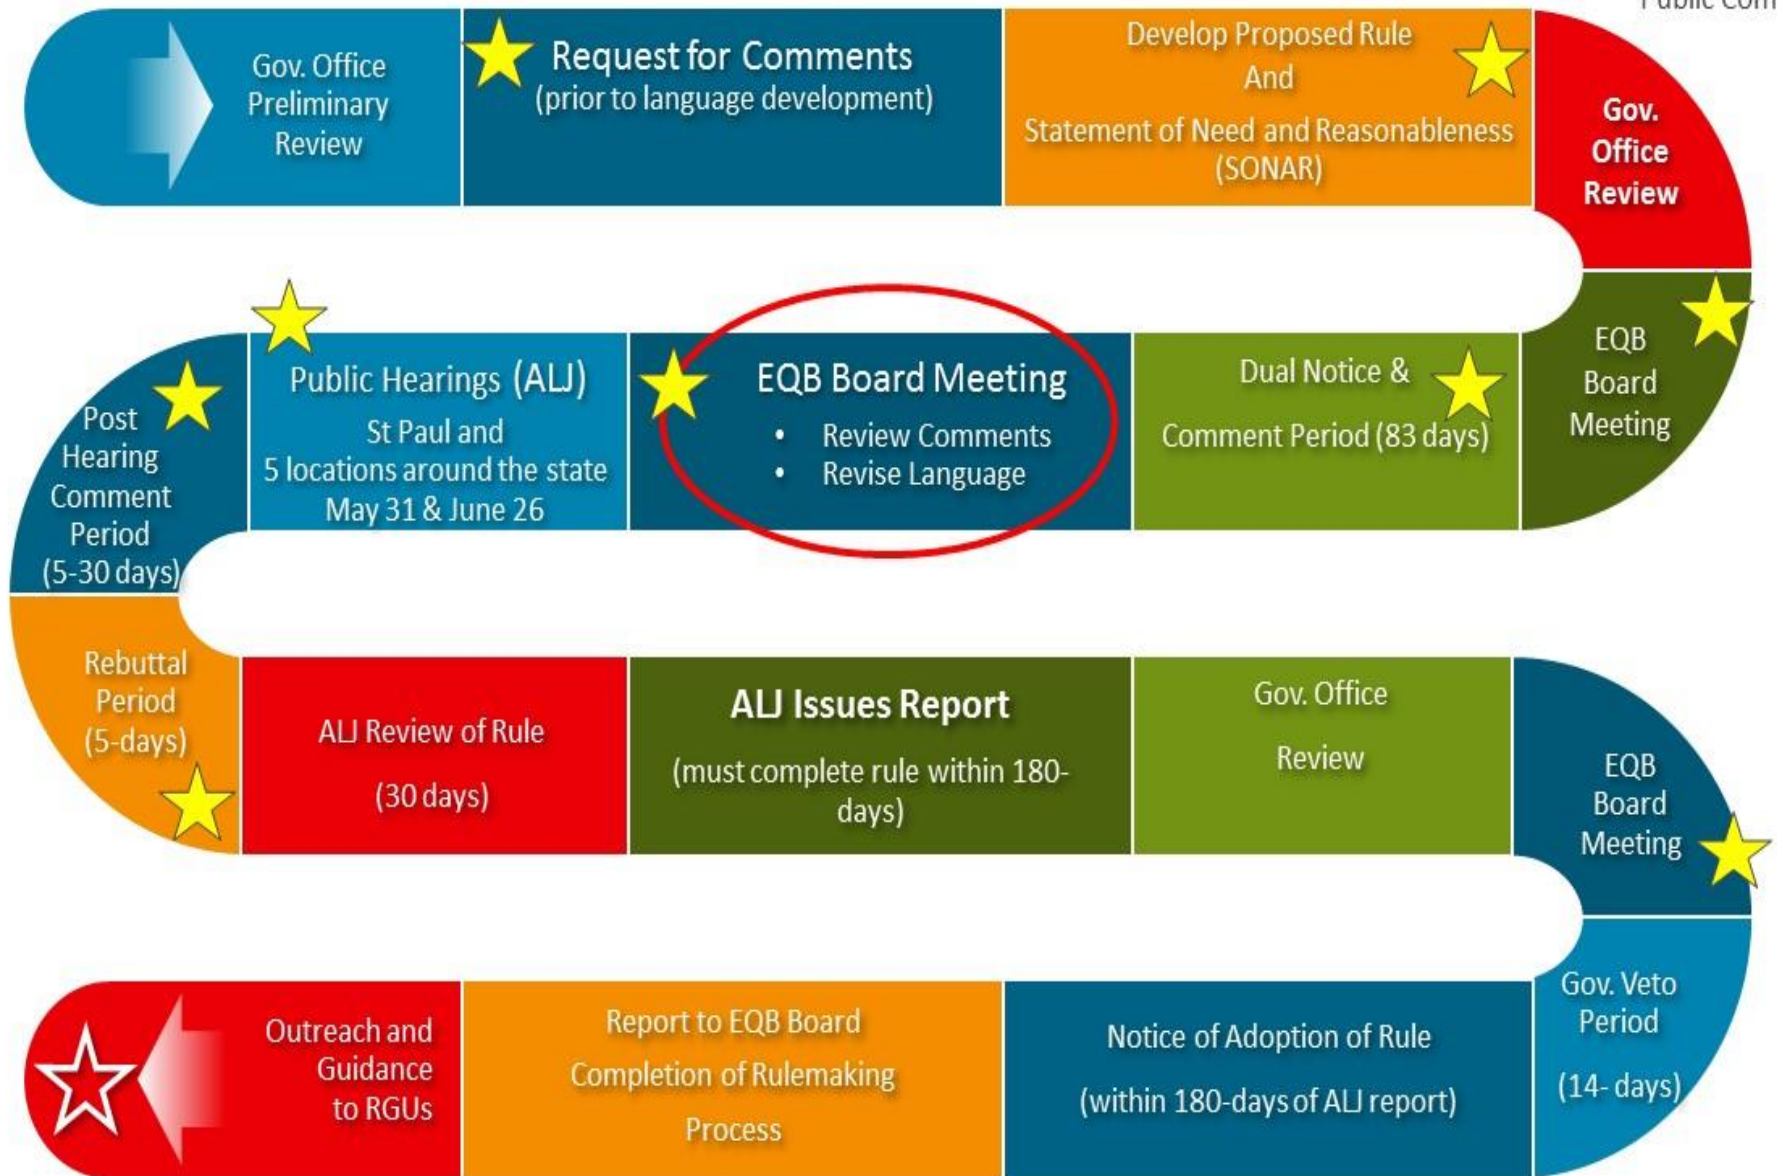 Public Com
Gov. Office
Preliminary
Review
Request for Comments
(prior to language development)
Develop Proposed Rule
And
Statement of Need and Reasonableness
(SONAR)
Gov.
Office
Review
EQB
Board
Meeting
Dual Notice &
Comment Period (83 days)
EQB Board Meeting
• Review Comments
• Revise Language
Public Hearings (ALJ)
St Paul and
5 locations around the state
May 31 & June 26
Post
Hearing
Comment
Period
(5-30 days)
Rebuttal
Period
(5-days)
ALJ Review of Rule
(30 days)
ALJ Issues Report
(must complete rule within 180-
days)
Gov. Office
Review
EQB
Board
Meeting
Gov. Veto
Period
(14- days)
Notice of Adoption of Rule
(within 180-days of ALJ report)
Report to EQB Board
Completion of Rulemaking
Process
Outreach and
Guidance
to RGUs